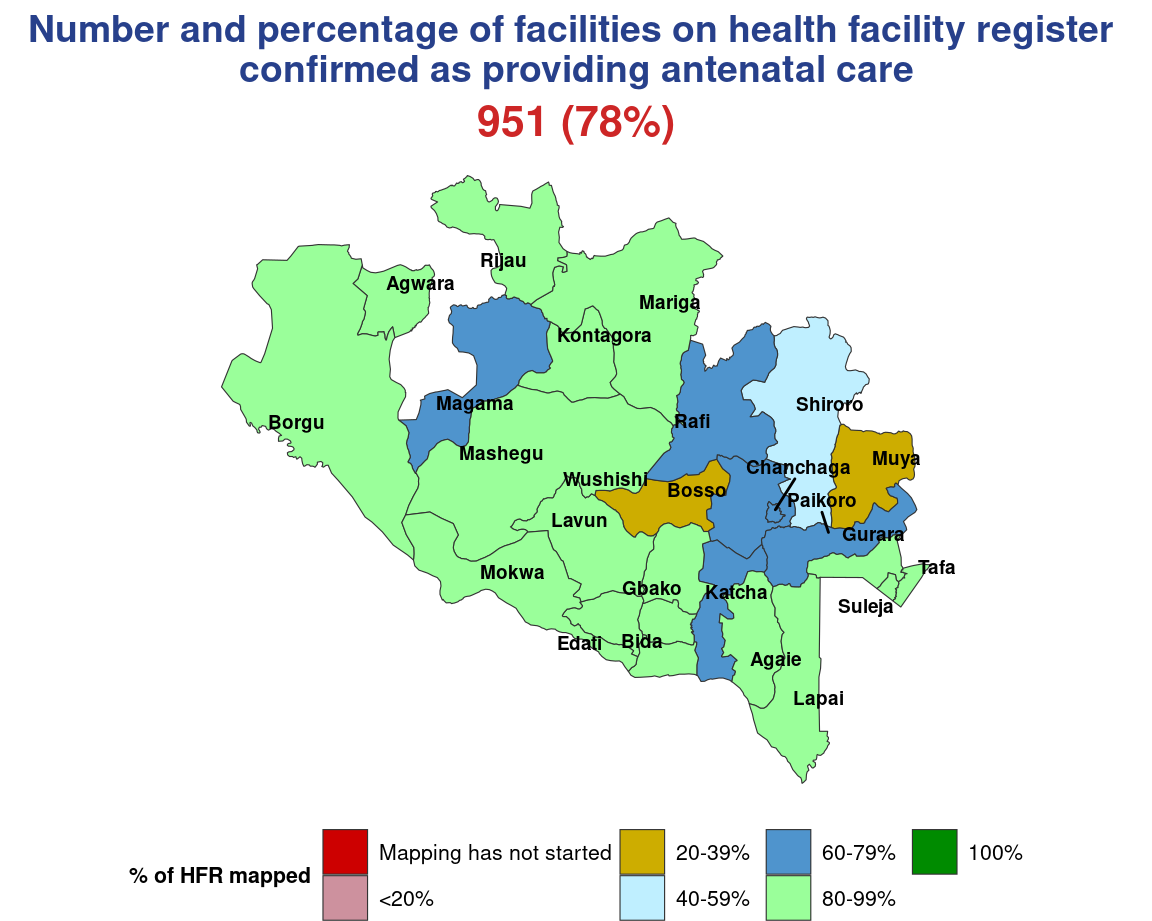 Number and percentage of facilities on health facility register
confirmed as providing antenatal care
951 (78%)
Rijau
Agwara
Mariga
Kontagora
Magama
Shiroro
Borgu
Rafi
Mashegu
Muya
Chanchaga
Wushishi
Bosso
Paikoro
Lavun
Gurara
Tafa
Mokwa
Gbako
Katcha
Suleja
Edati
Bida
Agaie
Lapai
% of HFR mapped
Mapping has not started
<20%
20-39%
40-59%
60-79%
80-99%
100%